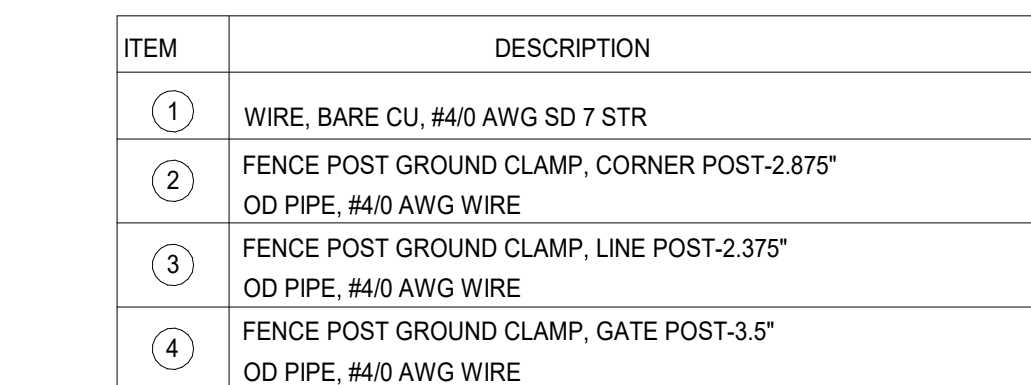 ITEM DESCRIPTION
1 WIRE, BARE CU, #4/0 AWG SD 7 STR
2 FENCE POST GROUND CLAMP, CORNER POST-2.875"
OD PIPE, #4/0 AWG WIRE
3 FENCE POST GROUND CLAMP, LINE POST-2.375"
OD PIPE, #4/0 AWG WIRE
4 FENCE POST GROUND CLAMP, GATE POST-3.5"
OD PIPE, #4/0 AWG WIRE